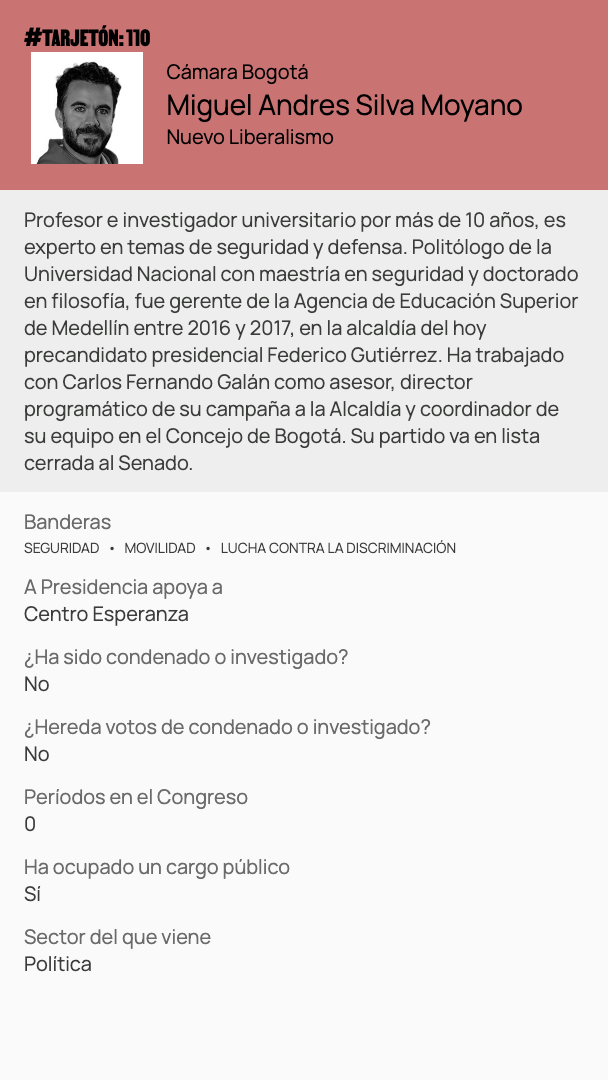 #TARJETÓN: 110
Cámara Bogotá
Miguel Andres Silva Moyano
Nuevo Liberalismo
Profesor e investigador universitario por más de 10 años, es
experto en temas de seguridad y defensa. Politólogo de la
Universidad Nacional con maestría en seguridad y doctorado
en filosofía, fue gerente de la Agencia de Educación Superior
de Medellín entre 2016 y 2017, en la alcaldía del hoy
precandidato presidencial Federico Gutiérrez. Ha trabajado
con Carlos Fernando Galán como asesor, director
programático de su campaña a la Alcaldía y coordinador de
su equipo en el Concejo de Bogotá. Su partido va en lista
cerrada al Senado.
Banderas
SEGURIDAD • MOVILIDAD • LUCHA CONTRA LA DISCRIMINACIÓN
A Presidencia apoya a
Centro Esperanza
¿Ha sido condenado o investigado?
No
¿Hereda votos de condenado o investigado?
No
Períodos en el Congreso
0
Ha ocupado un cargo público
Sí
Sector del que viene
Política